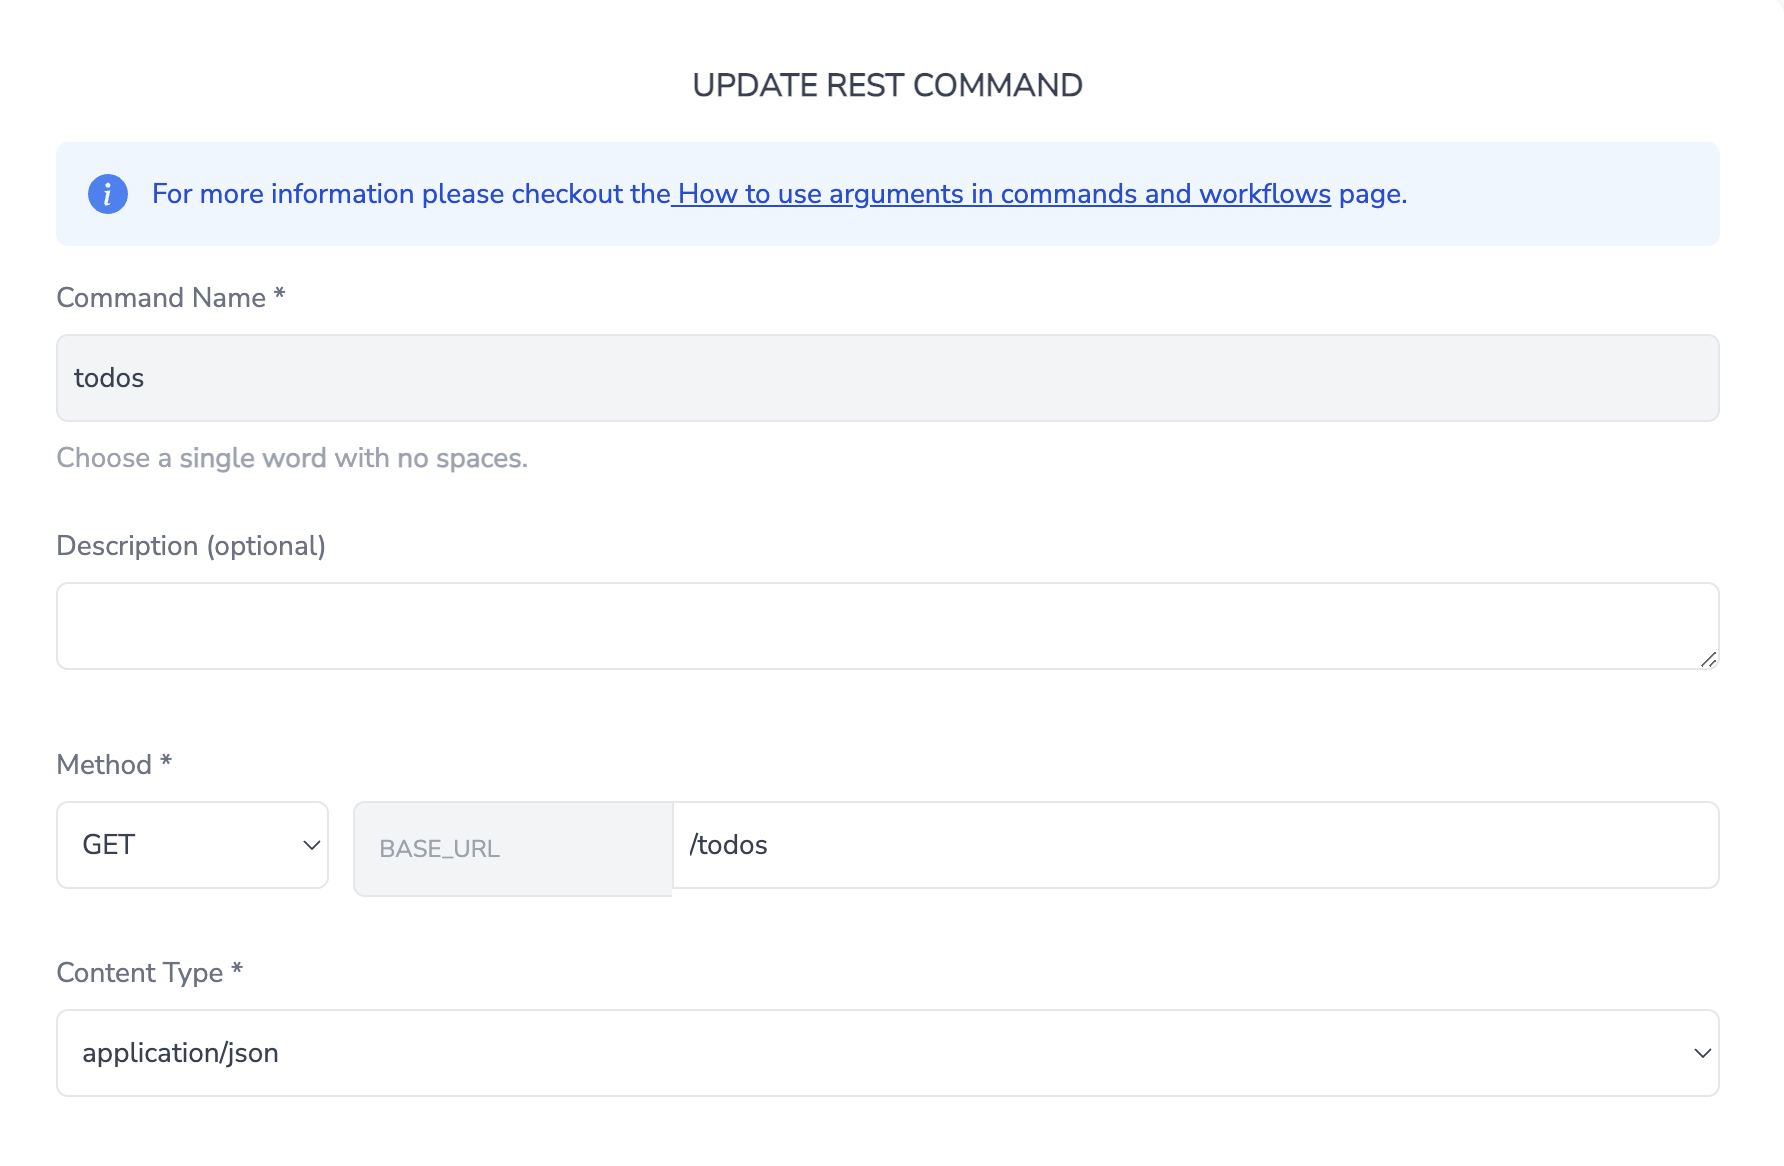 UPDATE REST COMMAND
For more information please checkout the How to use arguments in commands and workflows page.
Command Name *
todos
Choose a single word with no spaces.
Description (optional)
Method *
GET BASE_URL /todos
Content Type *
application/json